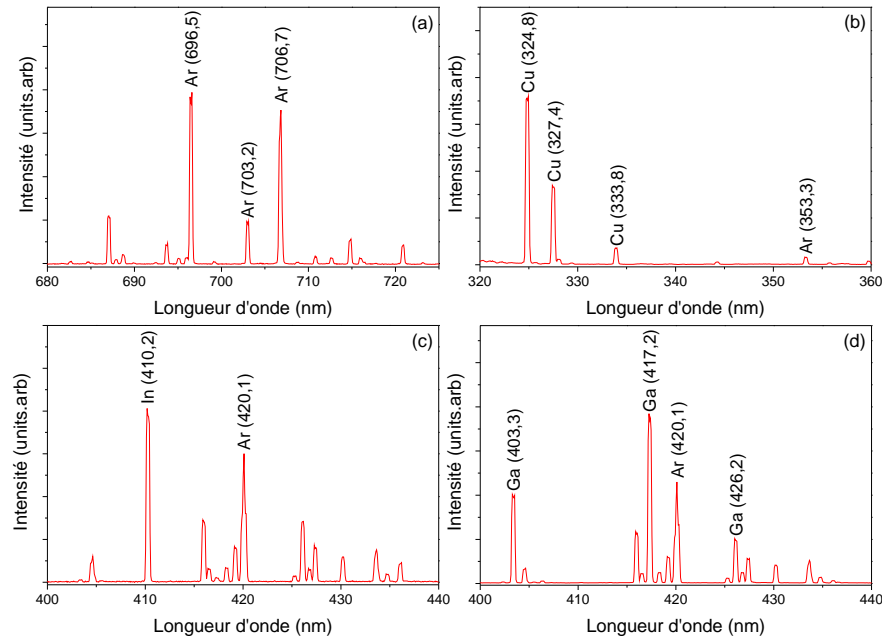 (a)
Ar (696,5)
Ar (703,2)
Ar (706,7)
Intensité (units.arb)
680 690 700 710 720
Longueur d'onde (nm)
(b)
Cu (324,8)
Cu (327,4)
Cu (333,8)
Ar (353,3)
Intensité (units.arb)
320 330 340 350 360
Longueur d'onde (nm)
(c)
In (410,2)
Ar (420,1)
Intensité (units.arb)
400 410 420 430 440
Longueur d'onde (nm)
(d)
Ga (403,3)
Ga (417,2)
Ar (420,1)
Ga (426,2)
Intensité (units.arb)
400 410 420 430 440
Longueur d'onde (nm)